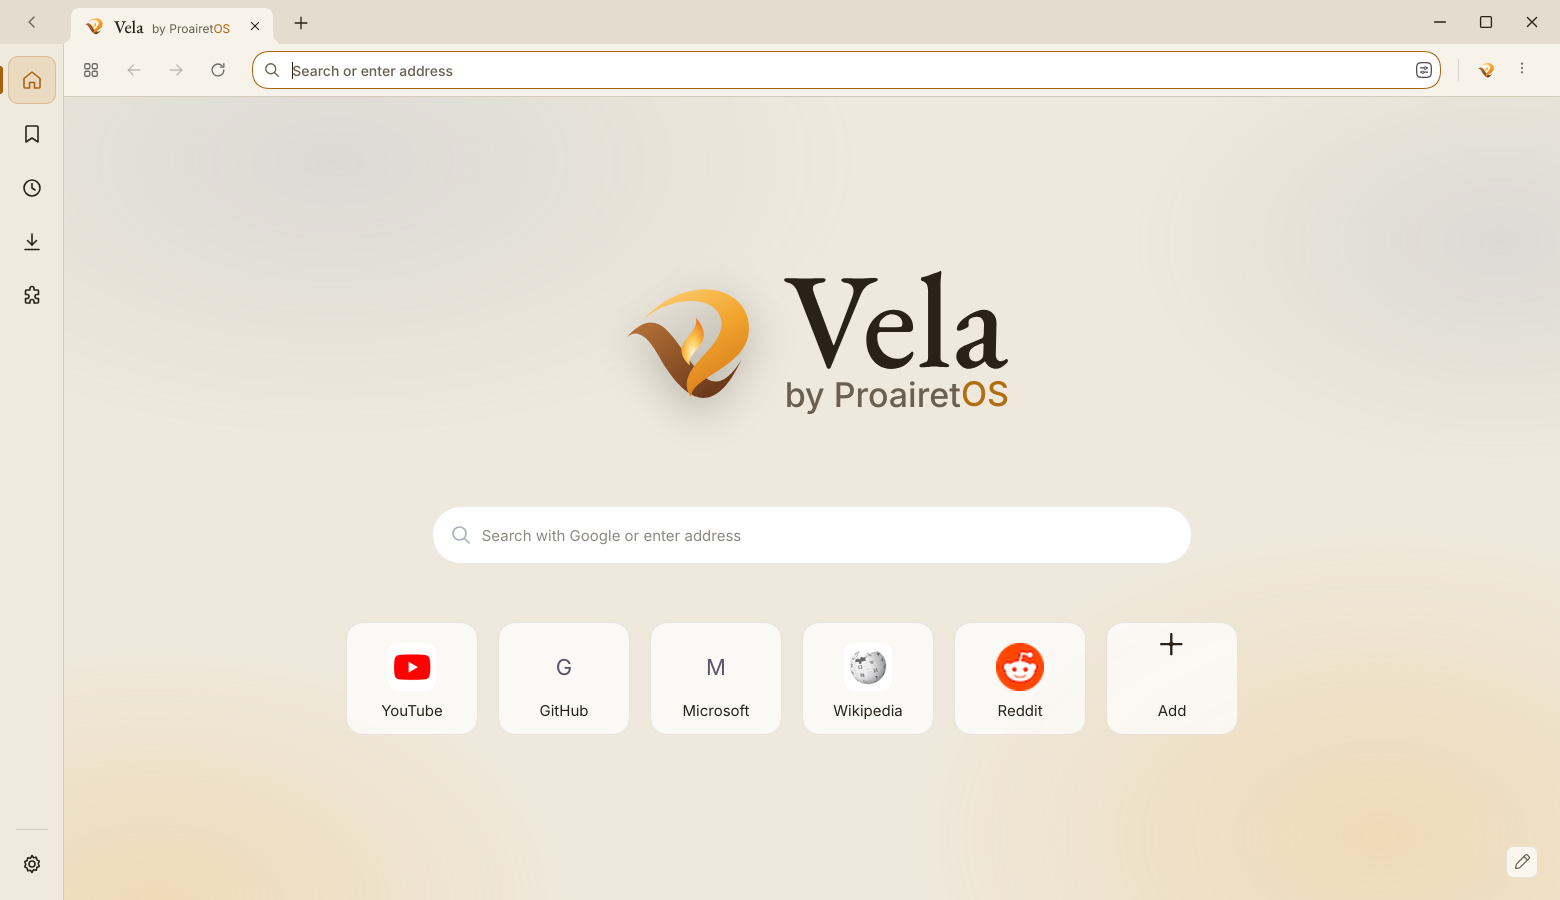 Vela by ProairetOS
Search or enter address
Vela
by ProairetOS
Search with Google or enter address
G
M
YouTube
GitHub
Microsoft
Wikipedia
Reddit
Add